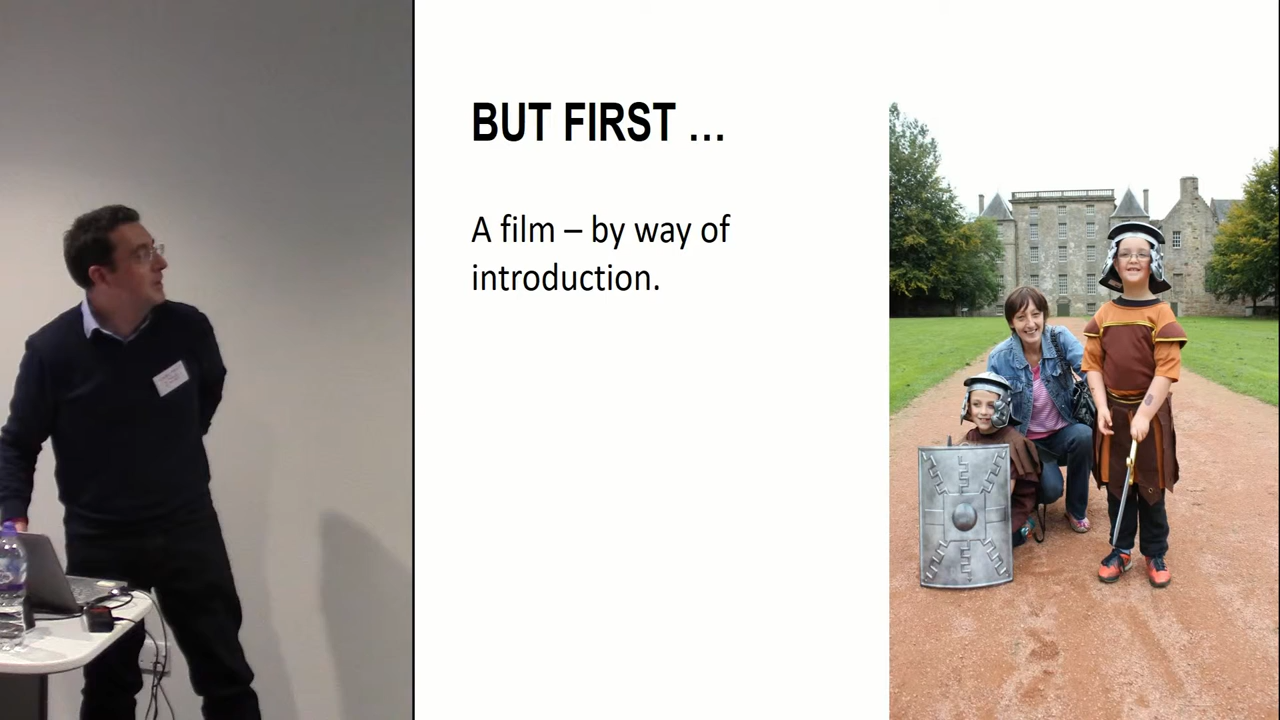 BUT FIRST ...
A film – by way of
introduction.